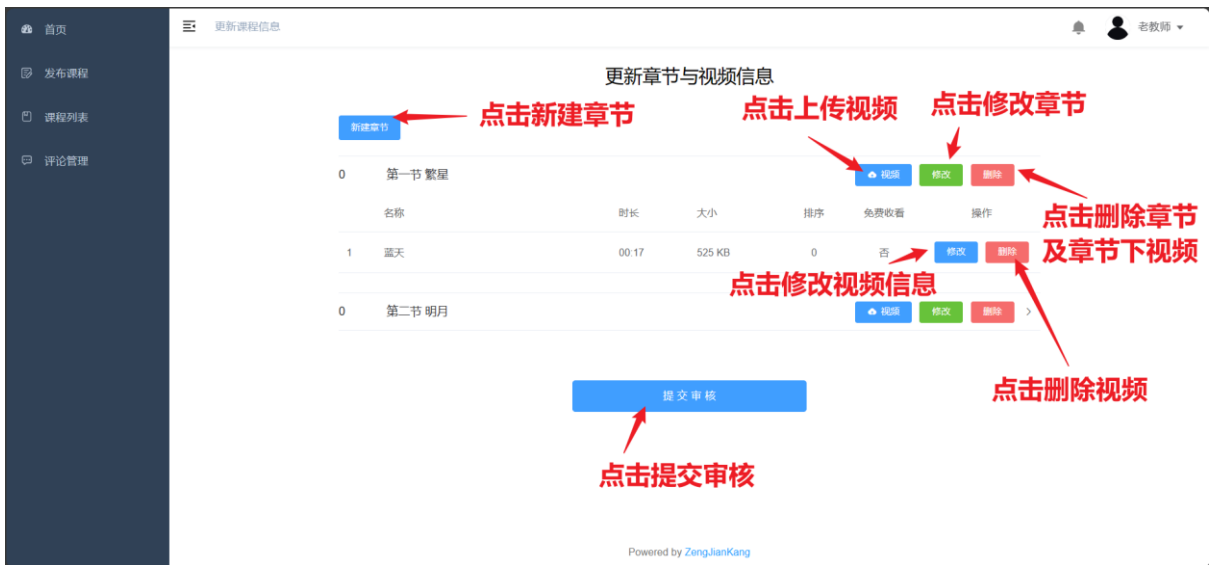 首页
更新课程信息
老教师
发布课程
课程列表
评论管理
更新章节与视频信息
点击新建章节
点击上传视频
点击修改章节
新建章节
0 第一节 繁星 视频 修改 删除
名称 时长 大小 排序 免费收看 操作
点击删除章节
及章节下视频
1 蓝天 00:17 525 KB 0 否 修改 删除
点击修改视频信息
0 第二节 明月 视频 修改 删除
点击删除视频
提交审核
点击提交审核
Powered by ZengJianKang